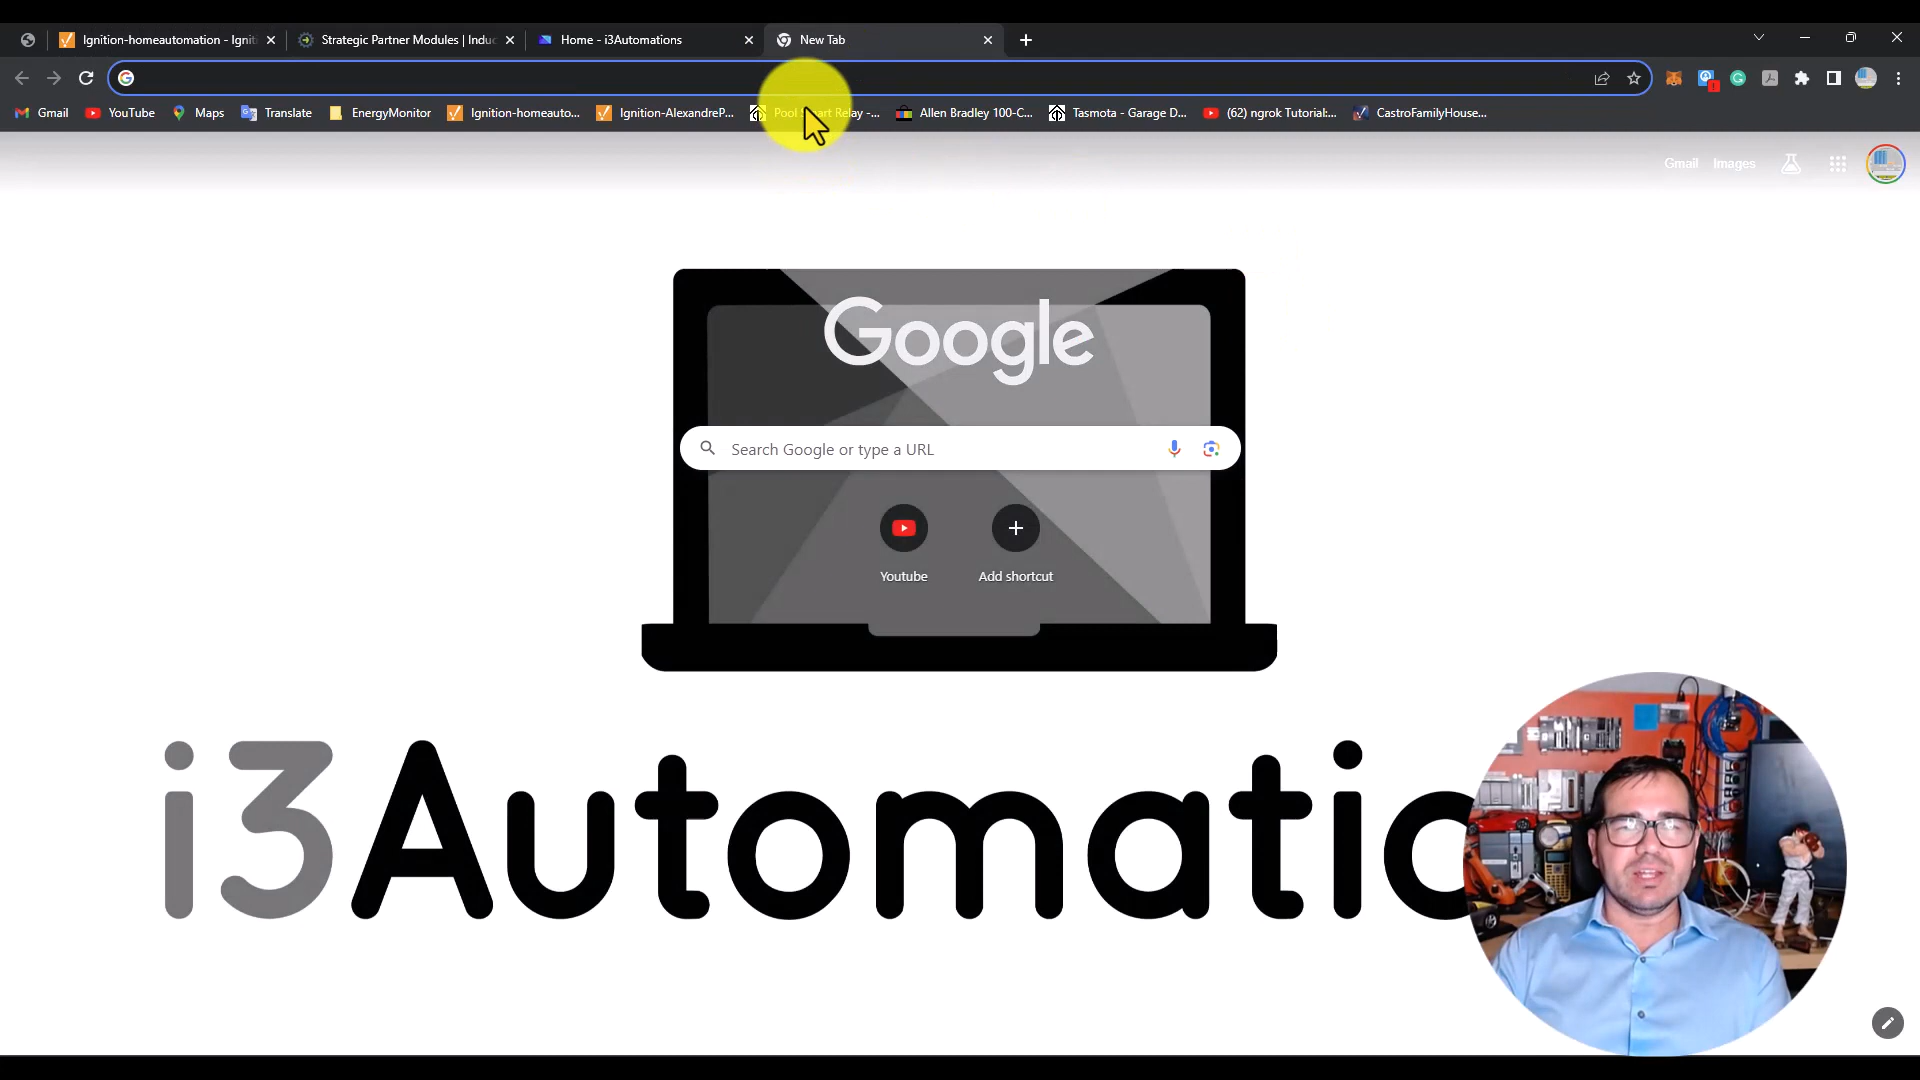 Ignition-homeautomation - Ignit
Strategic Partner Modules | Induc
Home - i3Automations
New Tab
Gmail
YouTube
Maps
Translate
EnergyMonitor
Ignition-homeauto...
Ignition-AlexandreP...
Pool Smart Relay -...
Allen Bradley 100-C...
Tasmota - Garage D...
(62) ngrok Tutorial:...
CastroFamilyHouse...
Gmail
Images
Google
Search Google or type a URL
Youtube
Add shortcut
i3Automatio